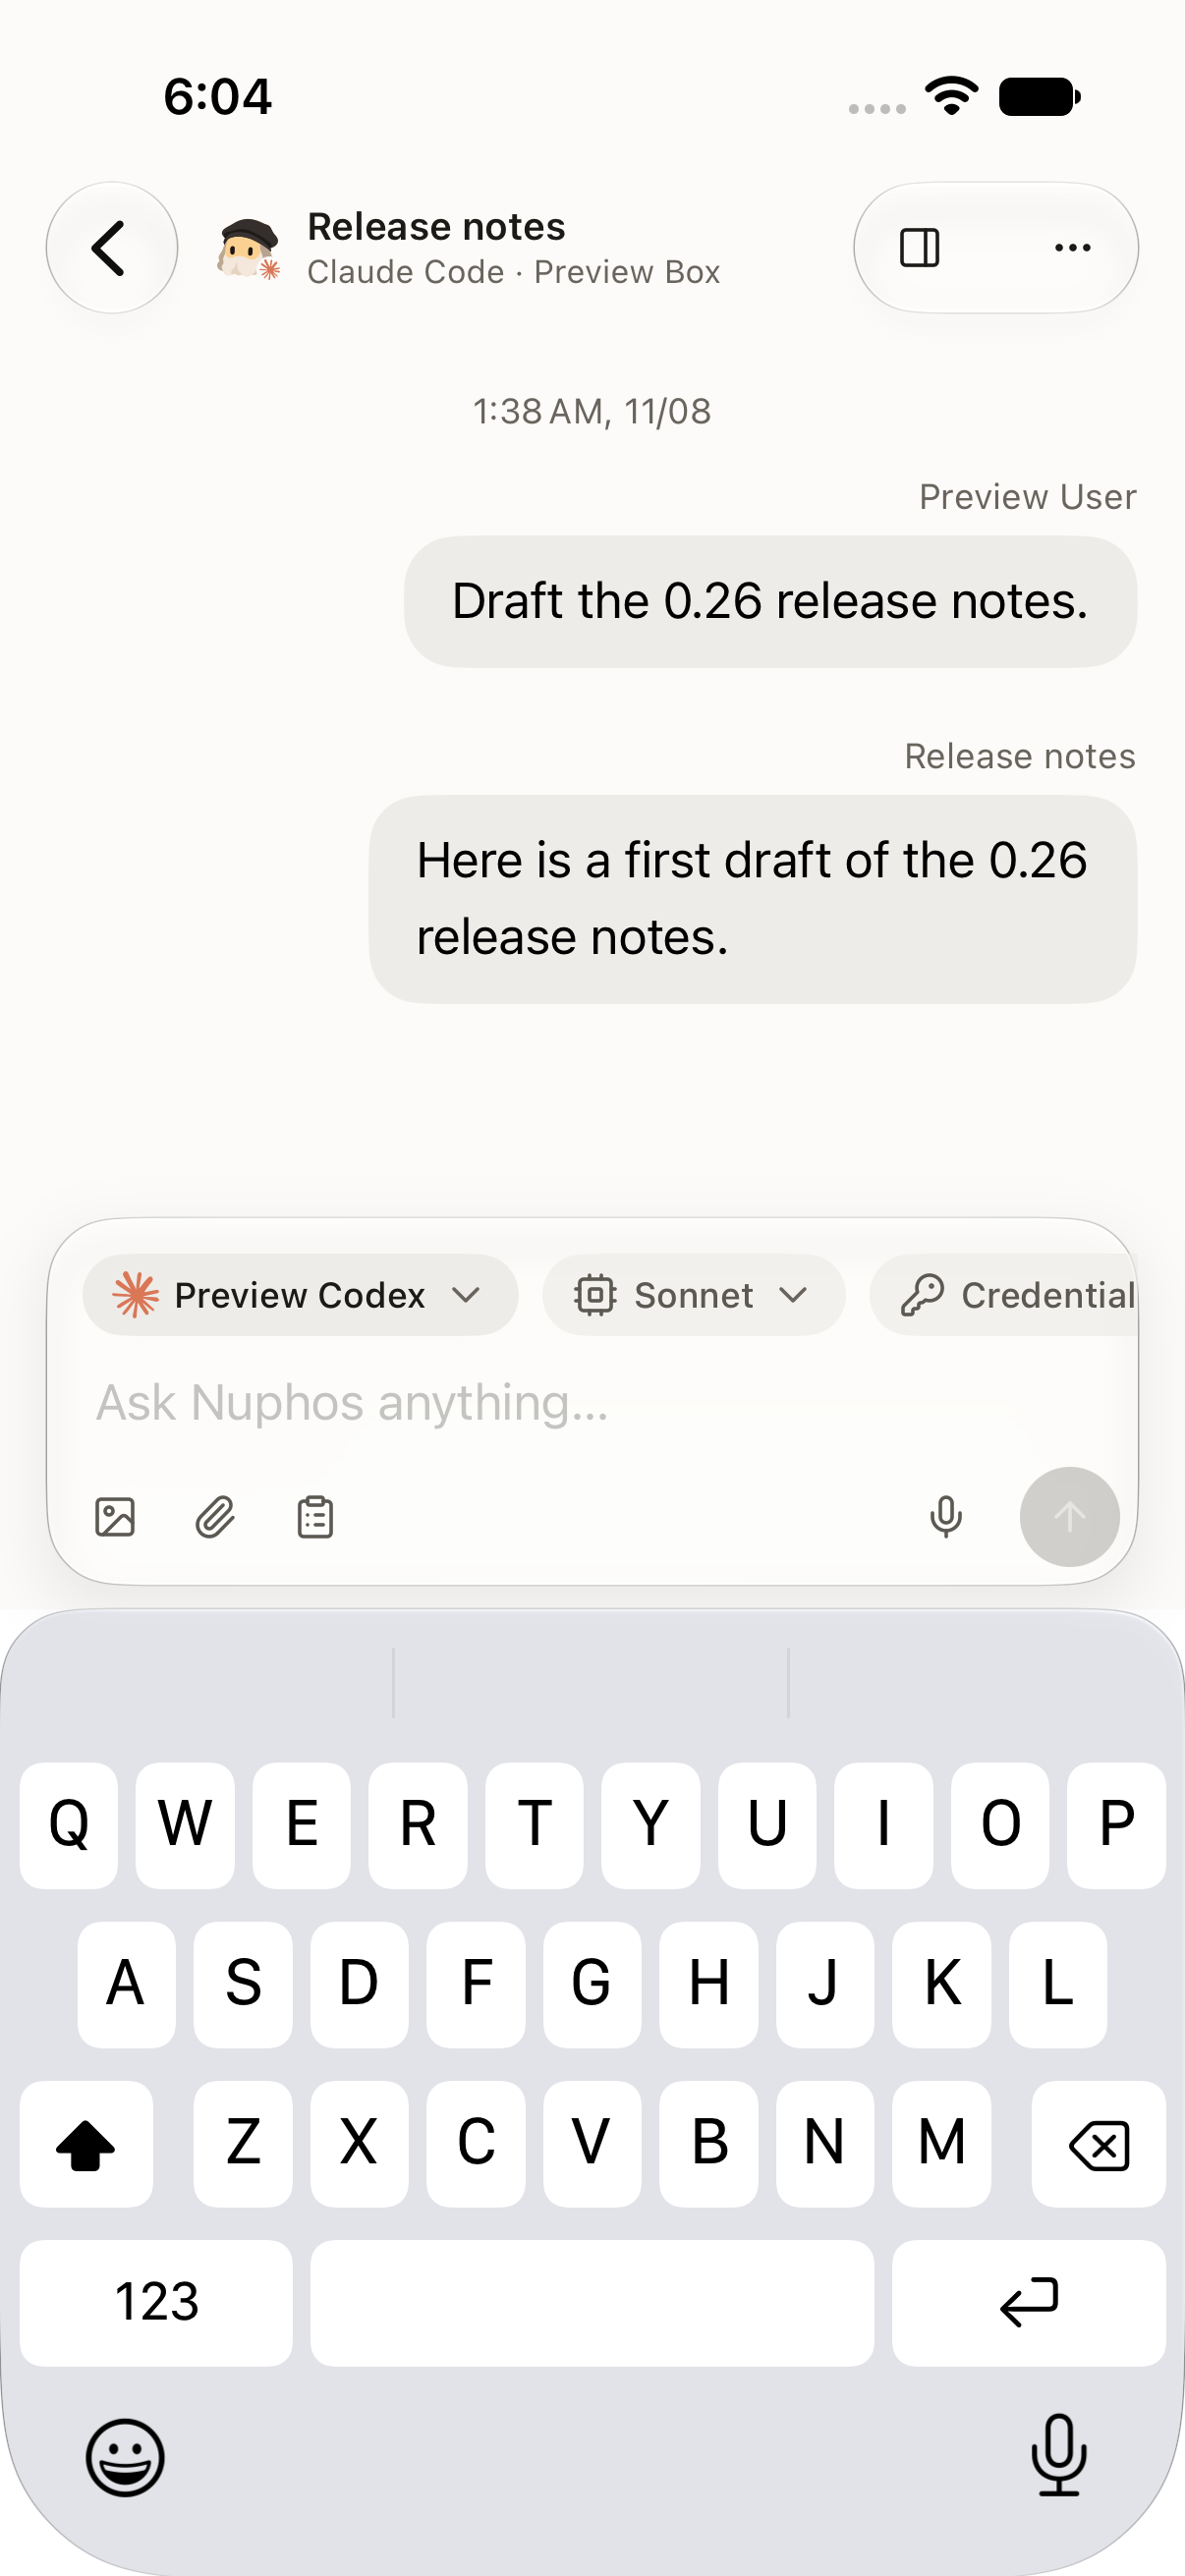 6:04
Release notes
Claude Code · Preview Box
1:38 AM, 11/08
Preview User
Draft the 0.26 release notes.
Release notes
Here is a first draft of the 0.26
release notes.
Preview Codex
Sonnet
Credential
Ask Nuphos anything...
Q W E R T Y U I O P
A S D F G H J K L
Z X C V B N M
123